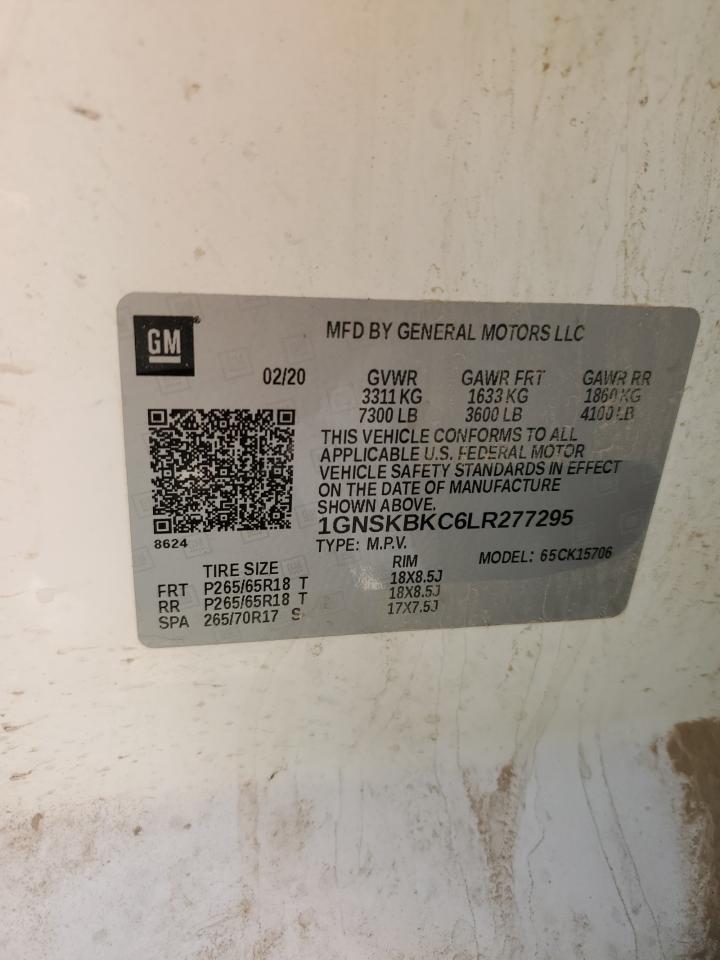 GM
MFD BY GENERAL MOTORS LLC
02/20 GVWR GAWR FRT GAWR RR
3311 KG 1633 KG 1860 KG
7300 LB 3600 LB 4100 LB
THIS VEHICLE CONFORMS TO ALL
APPLICABLE U.S. FEDERAL MOTOR
VEHICLE SAFETY STANDARDS IN EFFECT
ON THE DATE OF MANUFACTURE
SHOWN ABOVE.
1GNSKBKC6LR277295
8624
TYPE: M.P.V. MODEL: 65CK15706
TIRE SIZE RIM
FRT P265/65R18 T 18X8.5J
RR P265/65R18 T 18X8.5J
SPA 265/70R17 S 17X7.5J